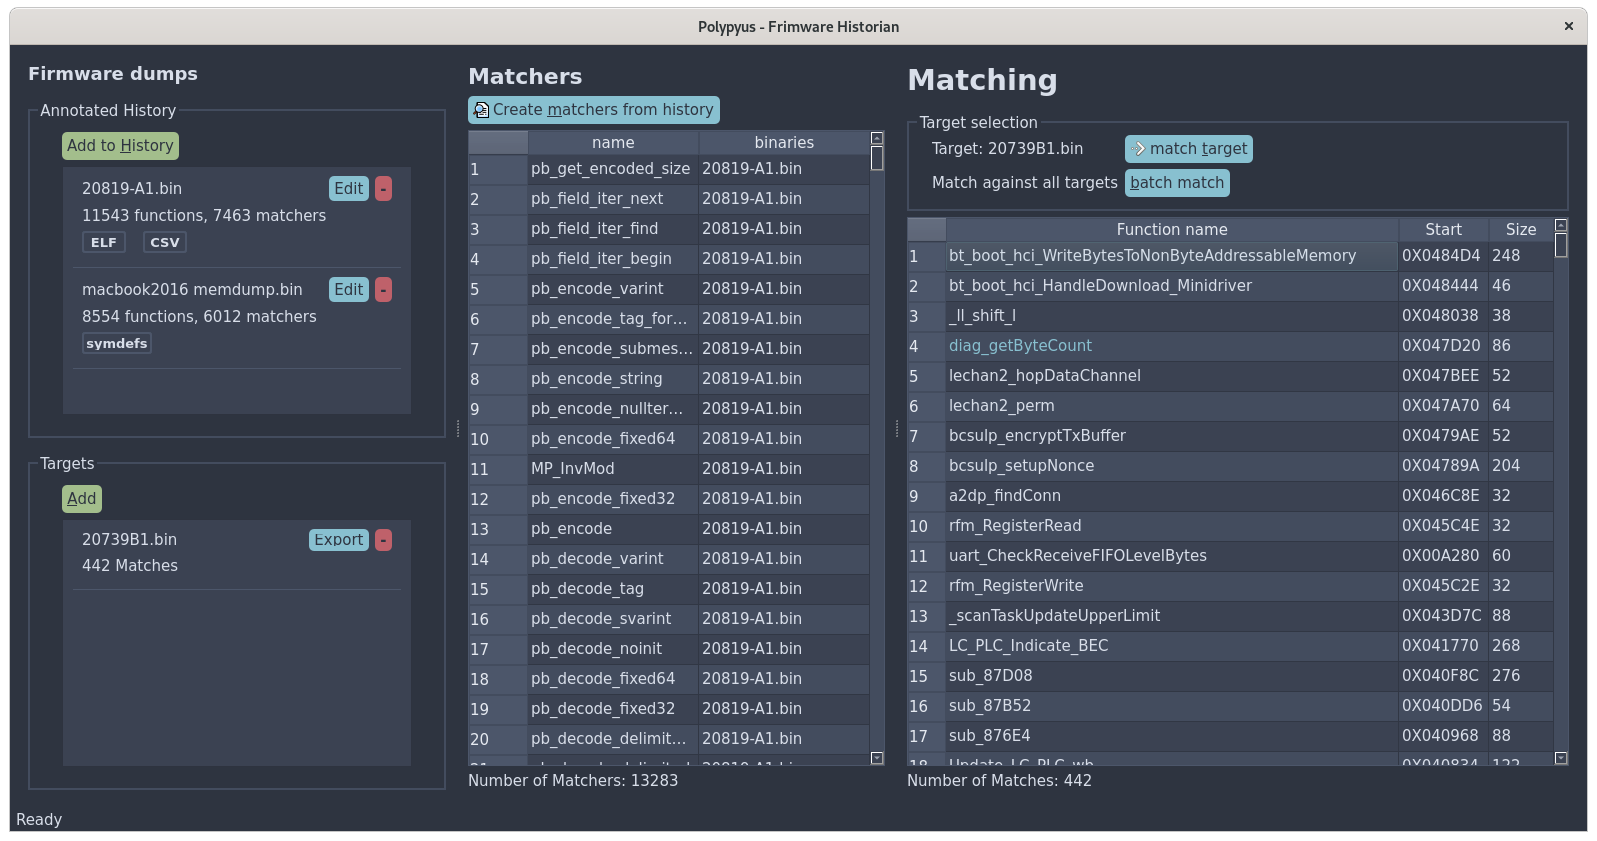 Polypyus - Frimware Historian
Firmware dumps
Annotated History
Add to History
20819-A1.bin Edit -
11543 functions, 7463 matchers
ELF CSV
macbook2016 memdump.bin Edit -
8554 functions, 6012 matchers
symdefs
Targets
Add
20739B1.bin Export -
442 Matches
Matchers
Create matchers from history
name binaries
1 pb_get_encoded_size 20819-A1.bin
2 pb_field_iter_next 20819-A1.bin
3 pb_field_iter_find 20819-A1.bin
4 pb_field_iter_begin 20819-A1.bin
5 pb_encode_varint 20819-A1.bin
6 pb_encode_tag_for... 20819-A1.bin
7 pb_encode_submes... 20819-A1.bin
8 pb_encode_string 20819-A1.bin
9 pb_encode_nullter... 20819-A1.bin
10 pb_encode_fixed64 20819-A1.bin
11 MP_InvMod 20819-A1.bin
12 pb_encode_fixed32 20819-A1.bin
13 pb_encode 20819-A1.bin
14 pb_decode_varint 20819-A1.bin
15 pb_decode_tag 20819-A1.bin
16 pb_decode_svarint 20819-A1.bin
17 pb_decode_noinit 20819-A1.bin
18 pb_decode_fixed64 20819-A1.bin
19 pb_decode_fixed32 20819-A1.bin
20 pb_decode_delimit... 20819-A1.bin
Number of Matchers: 13283
Matching
Target selection
Target: 20739B1.bin match target
Match against all targets batch match
Function name Start Size
1 bt_boot_hci_WriteBytesToNonByteAddressableMemory 0X0484D4 248
2 bt_boot_hci_HandleDownload_Minidriver 0X048444 46
3 _ll_shift_l 0X048038 38
4 diag_getByteCount 0X047D20 86
5 lechan2_hopDataChannel 0X047BEE 52
6 lechan2_perm 0X047A70 64
7 bcsulp_encryptTxBuffer 0X0479AE 52
8 bcsulp_setupNonce 0X04789A 204
9 a2dp_findConn 0X046C8E 32
10 rfm_RegisterRead 0X045C4E 32
11 uart_CheckReceiveFIFOLevelBytes 0X00A280 60
12 rfm_RegisterWrite 0X045C2E 32
13 _scanTaskUpdateUpperLimit 0X043D7C 88
14 LC_PLC_Indicate_BEC 0X041770 268
15 sub_87D08 0X040F8C 276
16 sub_87B52 0X040DD6 54
17 sub_876E4 0X040968 88
Number of Matches: 442
Ready